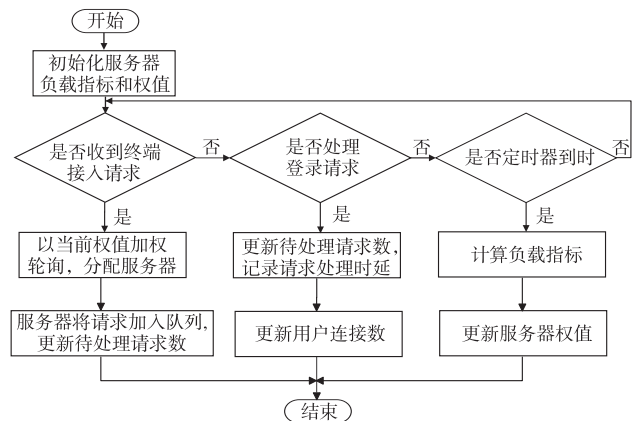 开始
初始化服务器
负载指标和权值
是否收到终端
接入请求
否
是否处理
登录请求
否
是否定时器到时
否
是
是
是
以当前权值加权
轮询，分配服务器
更新待处理请求数，
记录请求处理时延
计算负载指标
服务器将请求加入队列，
更新待处理请求数
更新用户连接数
更新服务器权值
结束